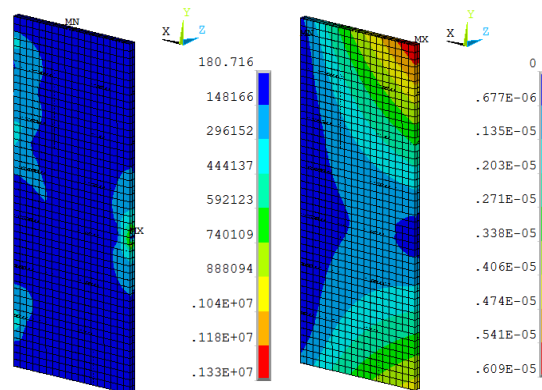 MN
Y
X
Z
180.716
148166
296152
444137
592123
740109
888094
.104E+07
.118E+07
.133E+07
MX
Y
X
Z
MX
0
.677E-06
.135E-05
.203E-05
.271E-05
.338E-05
.406E-05
.474E-05
.541E-05
.609E-05